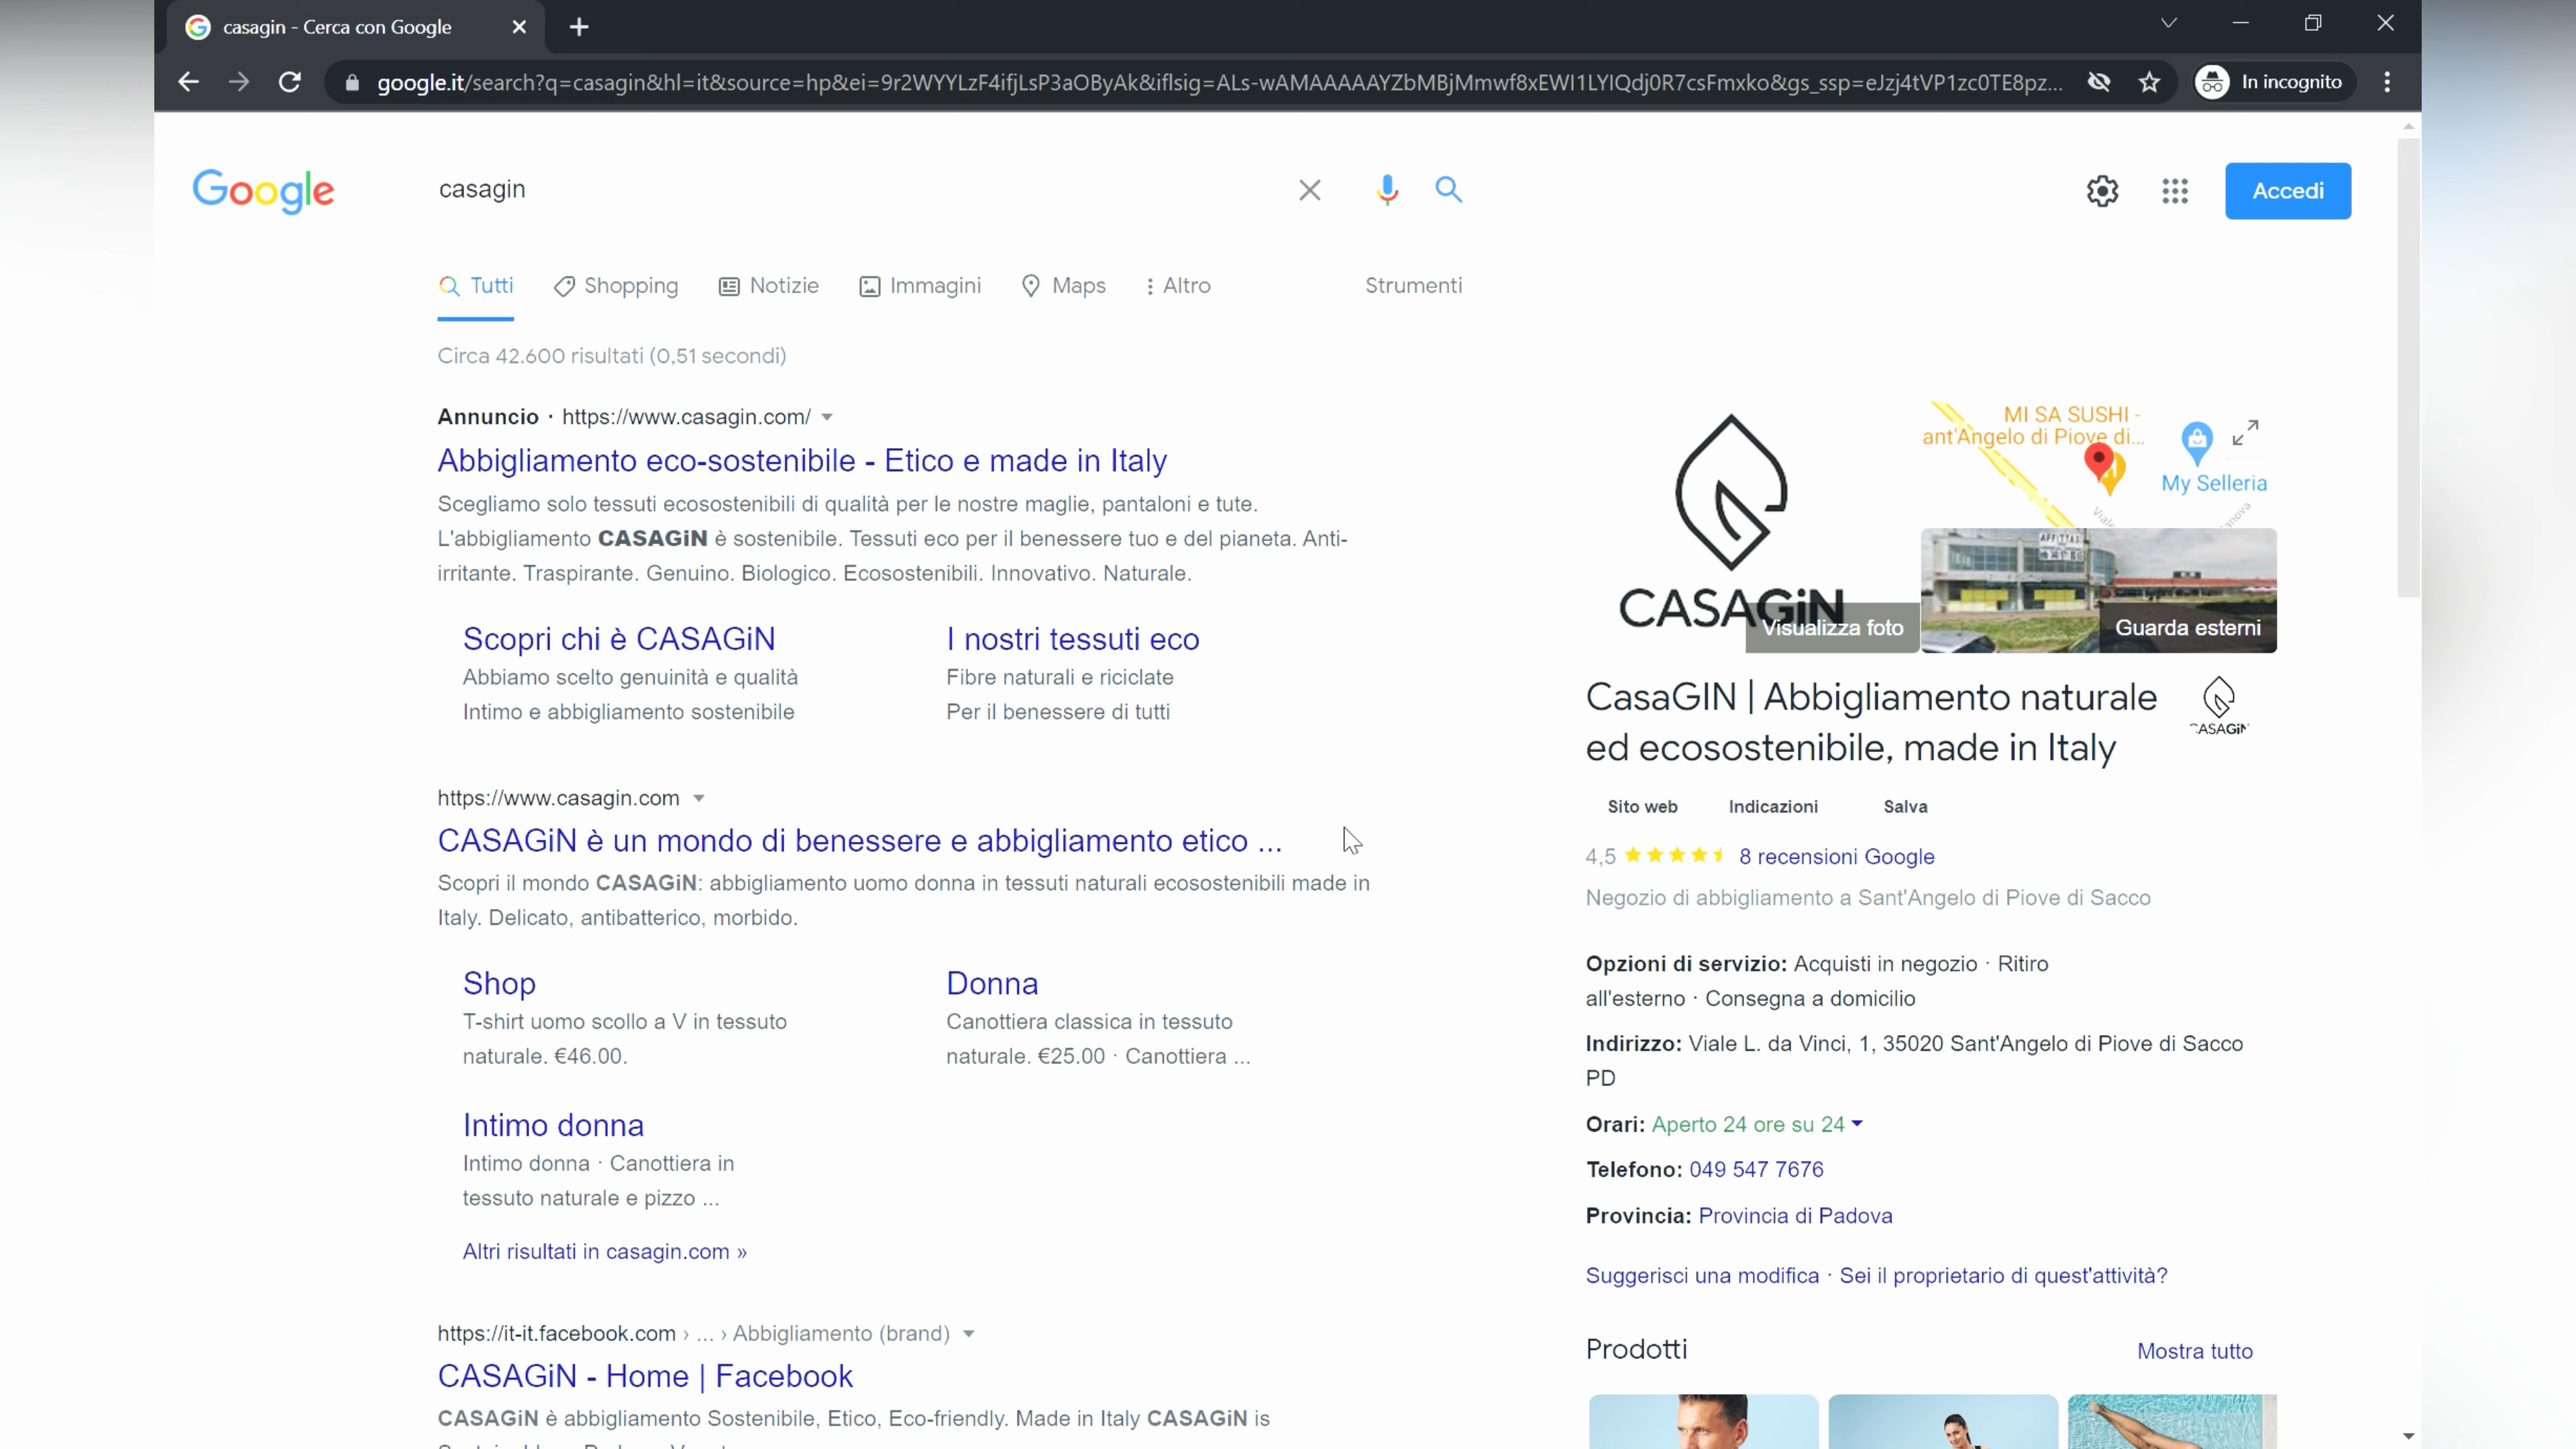 casagin - Cerca con Google
google.it/search?q=casagin&hl=it&source=hp&ei=9r2WYYLzF4ifjLsP3aOByAk&iflsig=ALs-wAMAAAAAYZbMBjMmwf8xEWI1LYlQdj0R7csFmxko&gs_ssp=eJzj4tVP1zc0TE8pz...
In incognito
Google
casagin
Accedi
Tutti
Shopping
Notizie
Immagini
Maps
Altro
Strumenti
Circa 42.600 risultati (0,51 secondi)
Annuncio · https://www.casagin.com/
Abbigliamento eco-sostenibile - Etico e made in Italy
Scegliamo solo tessuti ecosostenibili di qualità per le nostre maglie, pantaloni e tute.
L'abbigliamento CASAGiN è sostenibile. Tessuti eco per il benessere tuo e del pianeta. Anti-
irritante. Traspirante. Genuino. Biologico. Ecosostenibili. Innovativo. Naturale.
Scopri chi è CASAGiN
Abbiamo scelto genuinità e qualità
Intimo e abbigliamento sostenibile
I nostri tessuti eco
Fibre naturali e riciclate
Per il benessere di tutti
https://www.casagin.com
CASAGiN è un mondo di benessere e abbigliamento etico ...
Scopri il mondo CASAGiN: abbigliamento uomo donna in tessuti naturali ecosostenibili made in
Italy. Delicato, antibatterico, morbido.
Shop
T-shirt uomo scollo a V in tessuto
naturale. €46.00.
Donna
Canottiera classica in tessuto
naturale. €25.00 · Canottiera ...
Intimo donna
Intimo donna · Canottiera in
tessuto naturale e pizzo ...
Altri risultati in casagin.com »
https://it-it.facebook.com › ... › Abbigliamento (brand)
CASAGiN - Home | Facebook
CASAGiN è abbigliamento Sostenibile, Etico, Eco-friendly. Made in Italy CASAGiN is
CASAGiN
Visualizza foto
MI SA SUSHI -
ant'Angelo di Piove di...
My Selleria
Viale
anova
AFFITTAS
Guarda esterni
CasaGIN | Abbigliamento naturale
ed ecosostenibile, made in Italy
CASAGiN
Sito web
Indicazioni
Salva
4,5
8 recensioni Google
Negozio di abbigliamento a Sant'Angelo di Piove di Sacco
Opzioni di servizio: Acquisti in negozio · Ritiro
all'esterno · Consegna a domicilio
Indirizzo: Viale L. da Vinci, 1, 35020 Sant'Angelo di Piove di Sacco
PD
Orari: Aperto 24 ore su 24
Telefono: 049 547 7676
Provincia: Provincia di Padova
Suggerisci una modifica · Sei il proprietario di quest'attività?
Prodotti
Mostra tutto